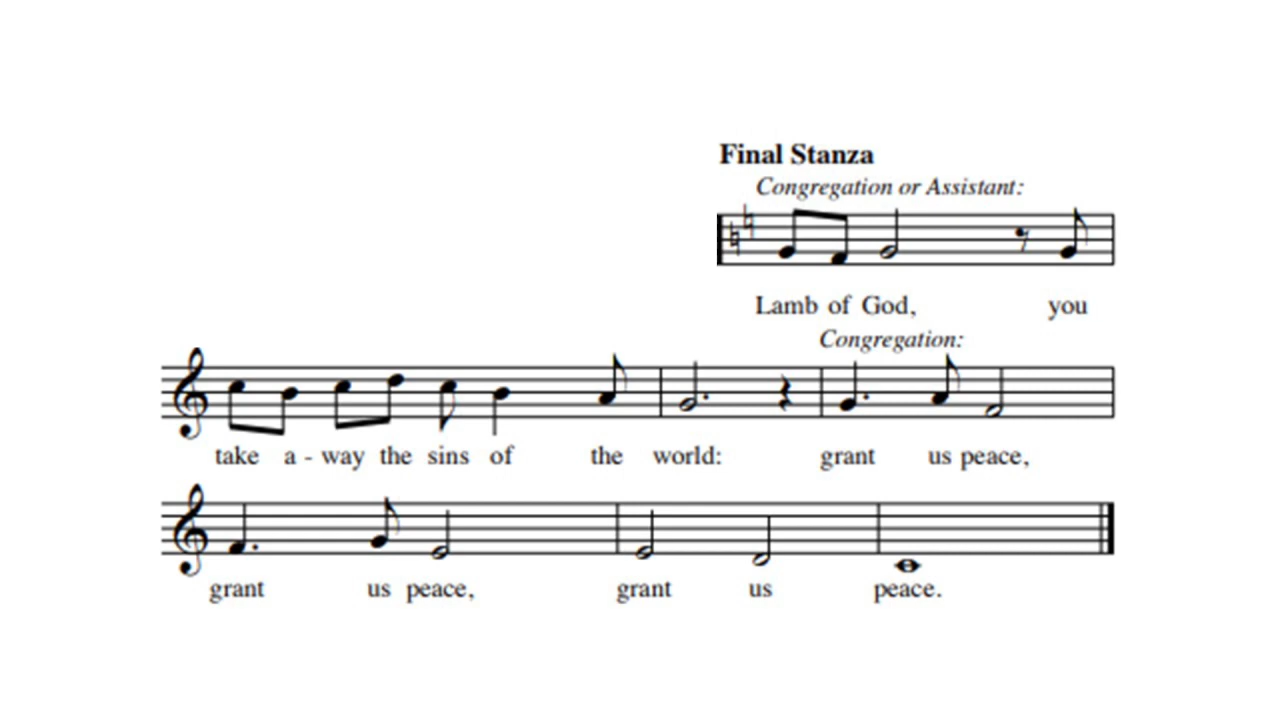 Final Stanza
Congregation or Assistant:
Lamb of God, you
Congregation:
take a - way the sins of the world: grant us peace,
grant us peace, grant us peace.